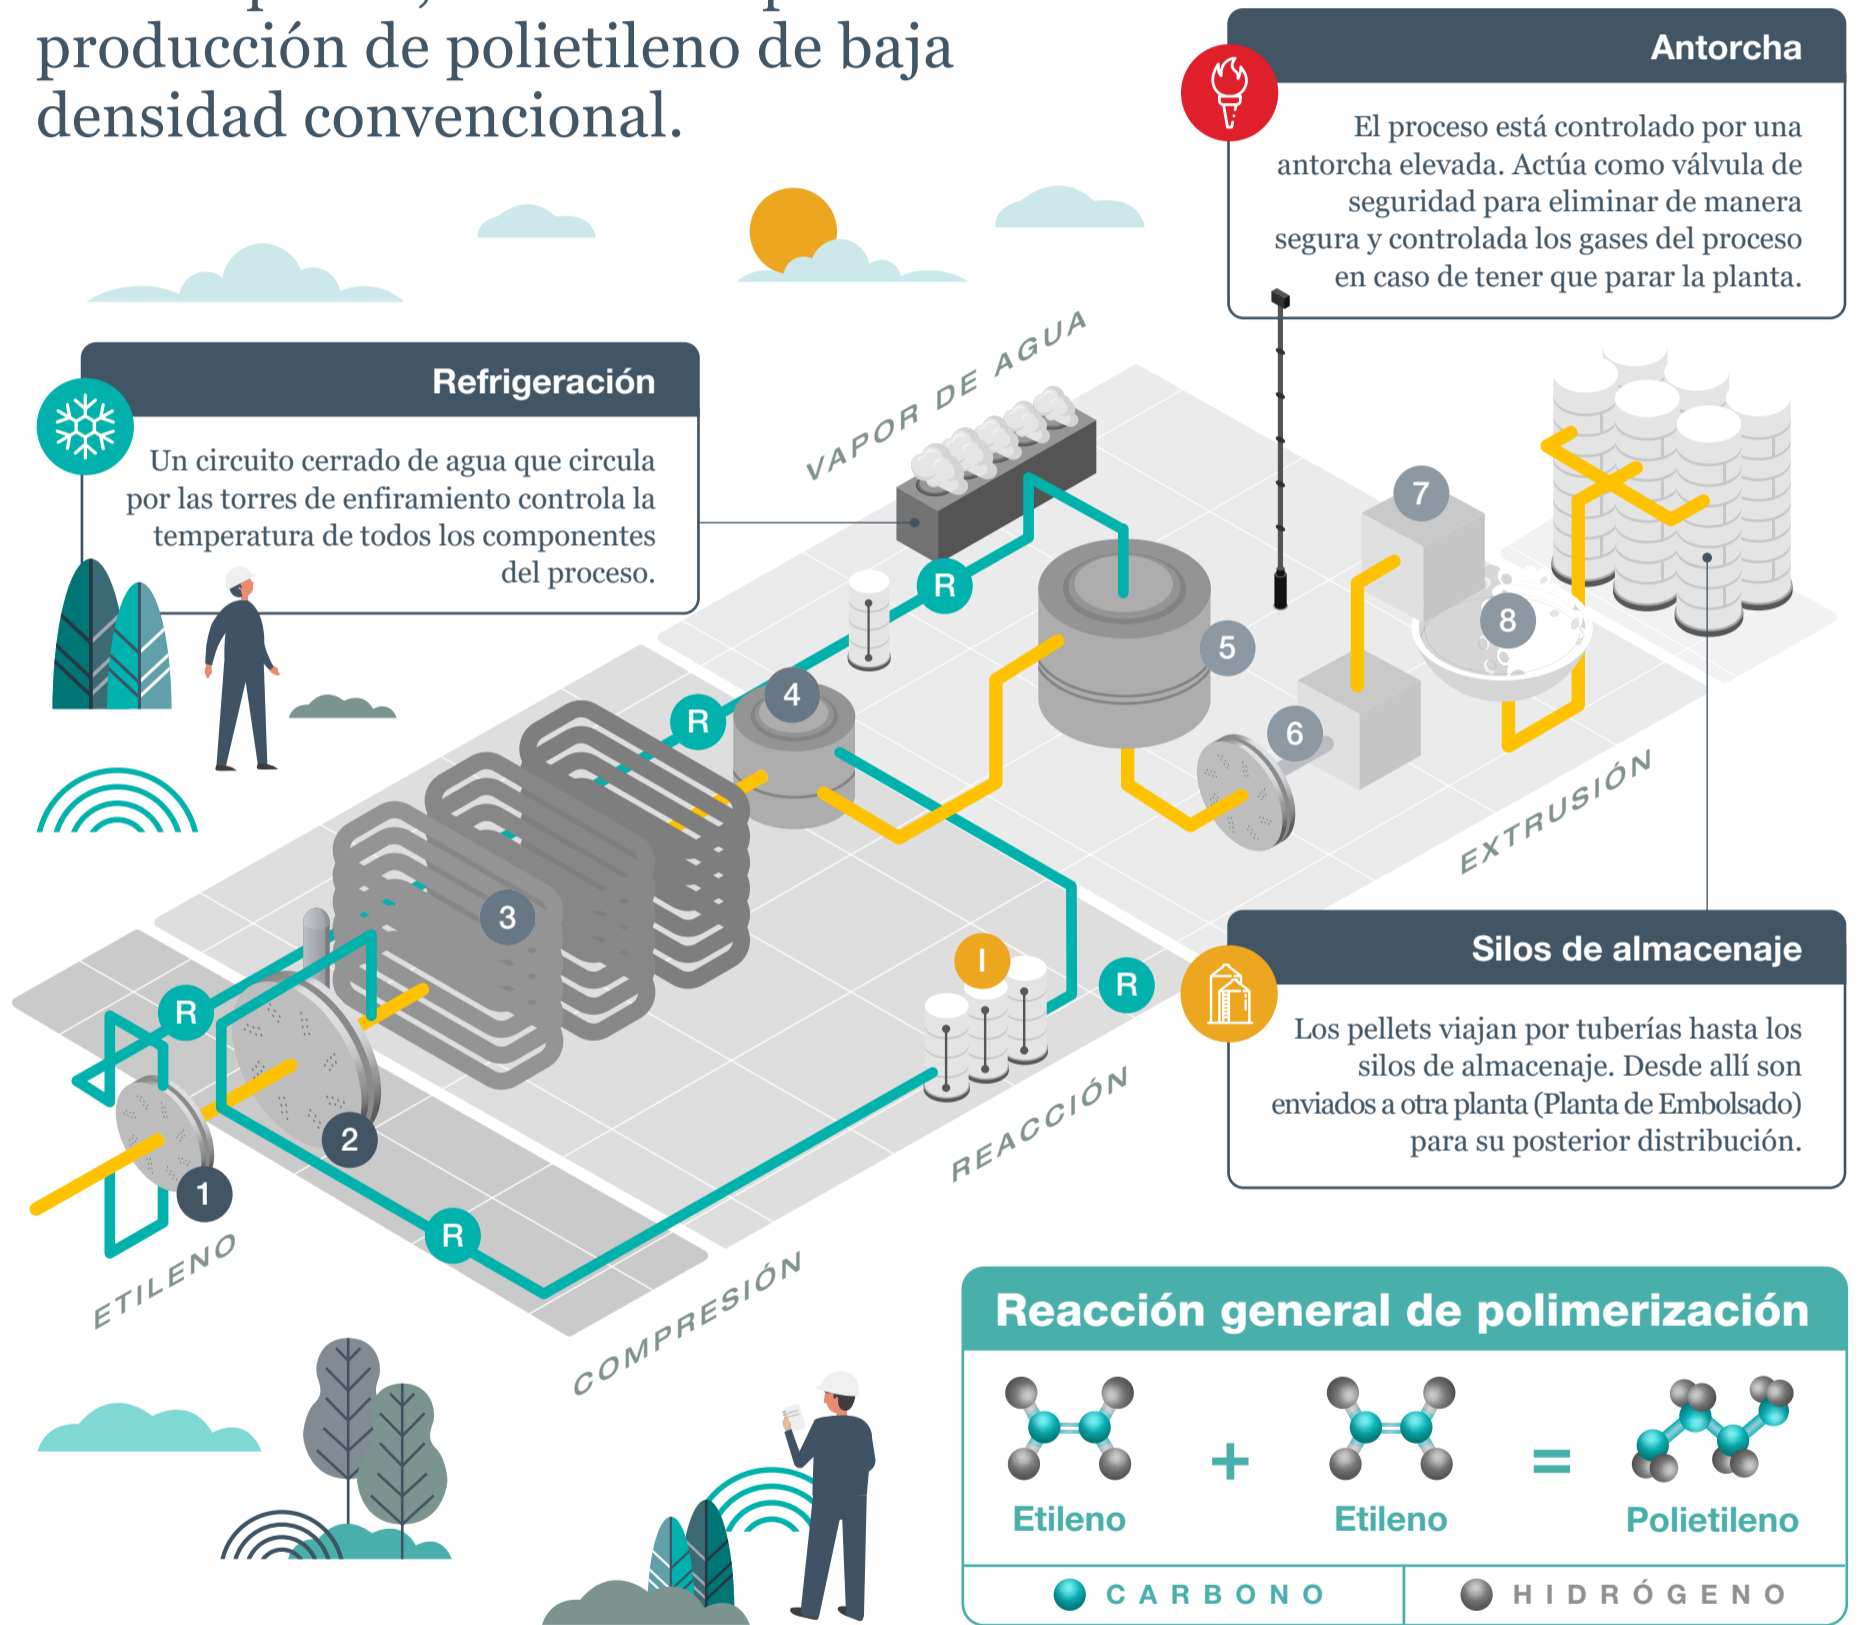 producción de polietileno de baja
densidad convencional.
Antorcha
El proceso está controlado por una
antorcha elevada. Actúa como válvula de
seguridad para eliminar de manera
segura y controlada los gases del proceso
en caso de tener que parar la planta.
Refrigeración
Un circuito cerrado de agua que circula
por las torres de enfiramiento controla la
temperatura de todos los componentes
del proceso.
VAPOR DE AGUA
7
R
8
5
R
4
6
EXTRUSIÓN
3
I
R
R
2
1
R
REACCIÓN
ETILENO
COMPRESIÓN
Silos de almacenaje
Los pellets viajan por tuberías hasta los
silos de almacenaje. Desde allí son
enviados a otra planta (Planta de Embolsado)
para su posterior distribución.
Reacción general de polimerización
+
=
Etileno
Etileno
Polietileno
CARBONO
HIDRÓGENO